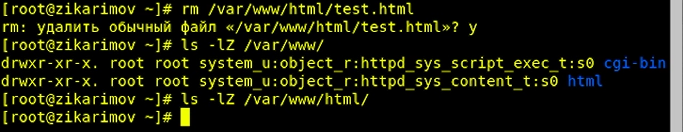 [root@zikarimov ~]# rm /var/www/html/test.html
rm: удалить обычный файл «/var/www/html/test.html»? y
[root@zikarimov ~]# ls -lZ /var/www/
drwxr-xr-x. root root system_u:object_r:httpd_sys_script_exec_t:s0 cgi-bin
drwxr-xr-x. root root system_u:object_r:httpd_sys_content_t:s0 html
[root@zikarimov ~]# ls -lZ /var/www/html/
[root@zikarimov ~]#